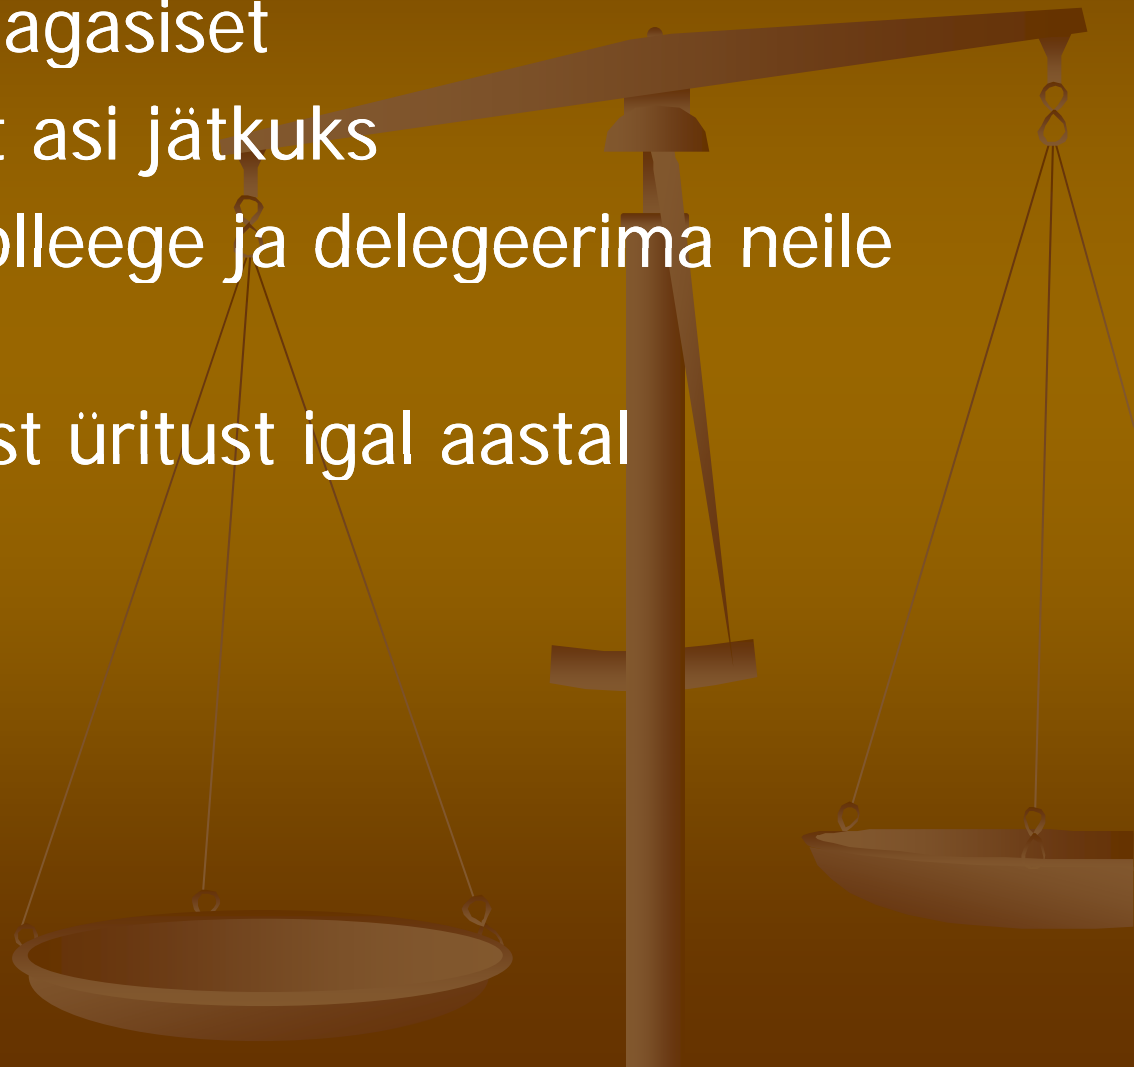 agasiset
t asi jätkuks
olleege ja delegeerima neile
st üritust igal aastal